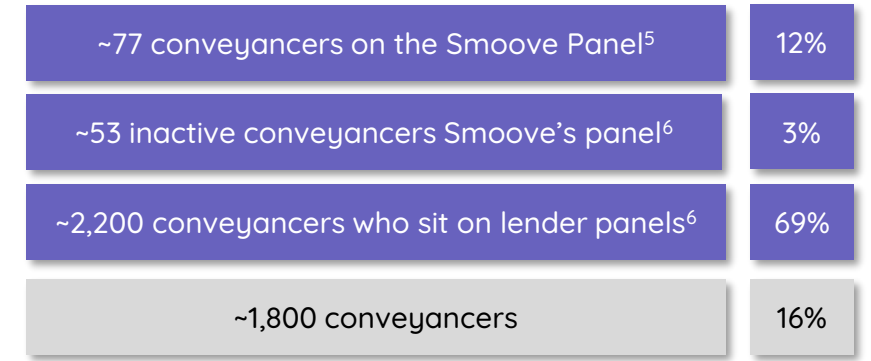 ~77 conveyancers on the Smoove Panel⁵ 12%
~53 inactive conveyancers Smoove’s panel⁶ 3%
~2,200 conveyancers who sit on lender panels⁶ 69%
~1,800 conveyancers 16%